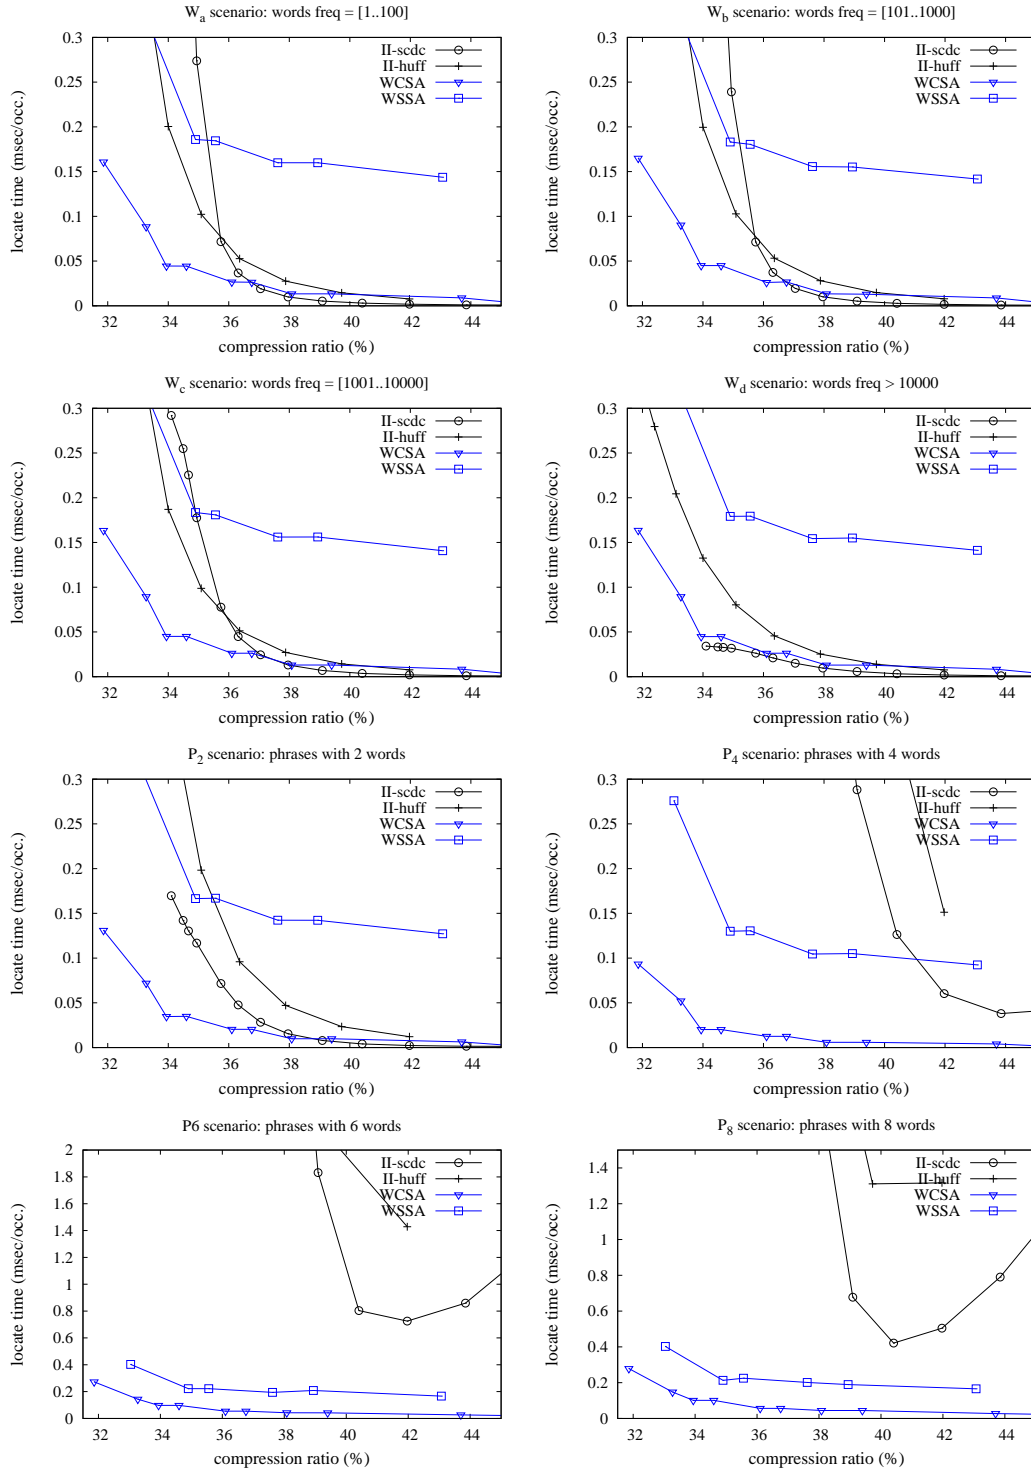 W_a scenario: words freq = [1..100]
0.3
0.25
0.2
0.15
0.1
0.05
0
locate time (msec/occ.)
II-scdc
II-huff
WCSA
WSSA
32 34 36 38 40 42 44
compression ratio (%)
W_b scenario: words freq = [101..1000]
0.3
0.25
0.2
0.15
0.1
0.05
0
locate time (msec/occ.)
II-scdc
II-huff
WCSA
WSSA
32 34 36 38 40 42 44
compression ratio (%)
W_c scenario: words freq = [1001..10000]
0.3
0.25
0.2
0.15
0.1
0.05
0
locate time (msec/occ.)
II-scdc
II-huff
WCSA
WSSA
32 34 36 38 40 42 44
compression ratio (%)
W_d scenario: words freq > 10000
0.3
0.25
0.2
0.15
0.1
0.05
0
locate time (msec/occ.)
II-scdc
II-huff
WCSA
WSSA
32 34 36 38 40 42 44
compression ratio (%)
P_2 scenario: phrases with 2 words
0.3
0.25
0.2
0.15
0.1
0.05
0
locate time (msec/occ.)
II-scdc
II-huff
WCSA
WSSA
32 34 36 38 40 42 44
compression ratio (%)
P_4 scenario: phrases with 4 words
0.3
0.25
0.2
0.15
0.1
0.05
0
locate time (msec/occ.)
II-scdc
II-huff
WCSA
WSSA
32 34 36 38 40 42 44
compression ratio (%)
P6 scenario: phrases with 6 words
2
1.8
1.6
1.4
1.2
1
0.8
0.6
0.4
0.2
0
locate time (msec/occ.)
II-scdc
II-huff
WCSA
WSSA
32 34 36 38 40 42 44
compression ratio (%)
P_8 scenario: phrases with 8 words
1.4
1.2
1
0.8
0.6
0.4
0.2
0
locate time (msec/occ.)
II-scdc
II-huff
WCSA
WSSA
32 34 36 38 40 42 44
compression ratio (%)